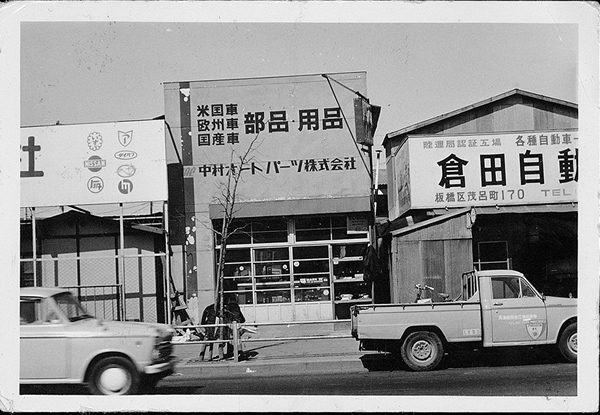 士
米国車
欧州車
国産車
部品・用品
中村オートパーツ株式会社
陸運局認証工場
各種自動車一
倉田自動
板橋区茂呂町170
TEL